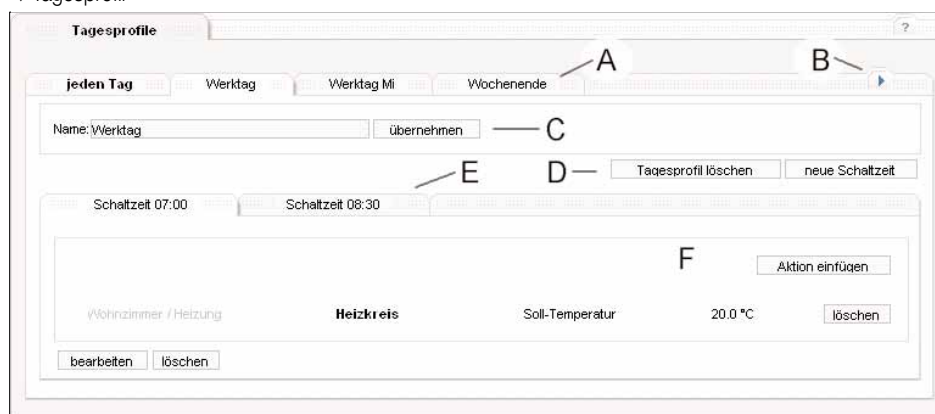 Tagesprofile ?
A B
jeden Tag Werktag Werktag Mi Wochenende
Name: Werktag übernehmen C
E D Tagesprofil löschen neue Schaltzeit
Schaltzeit 07:00 Schaltzeit 08:30
F Aktion einfügen
Wohnzimmer / Heizung Heizkreis Soll-Temperatur 20.0 °C löschen
bearbeiten löschen